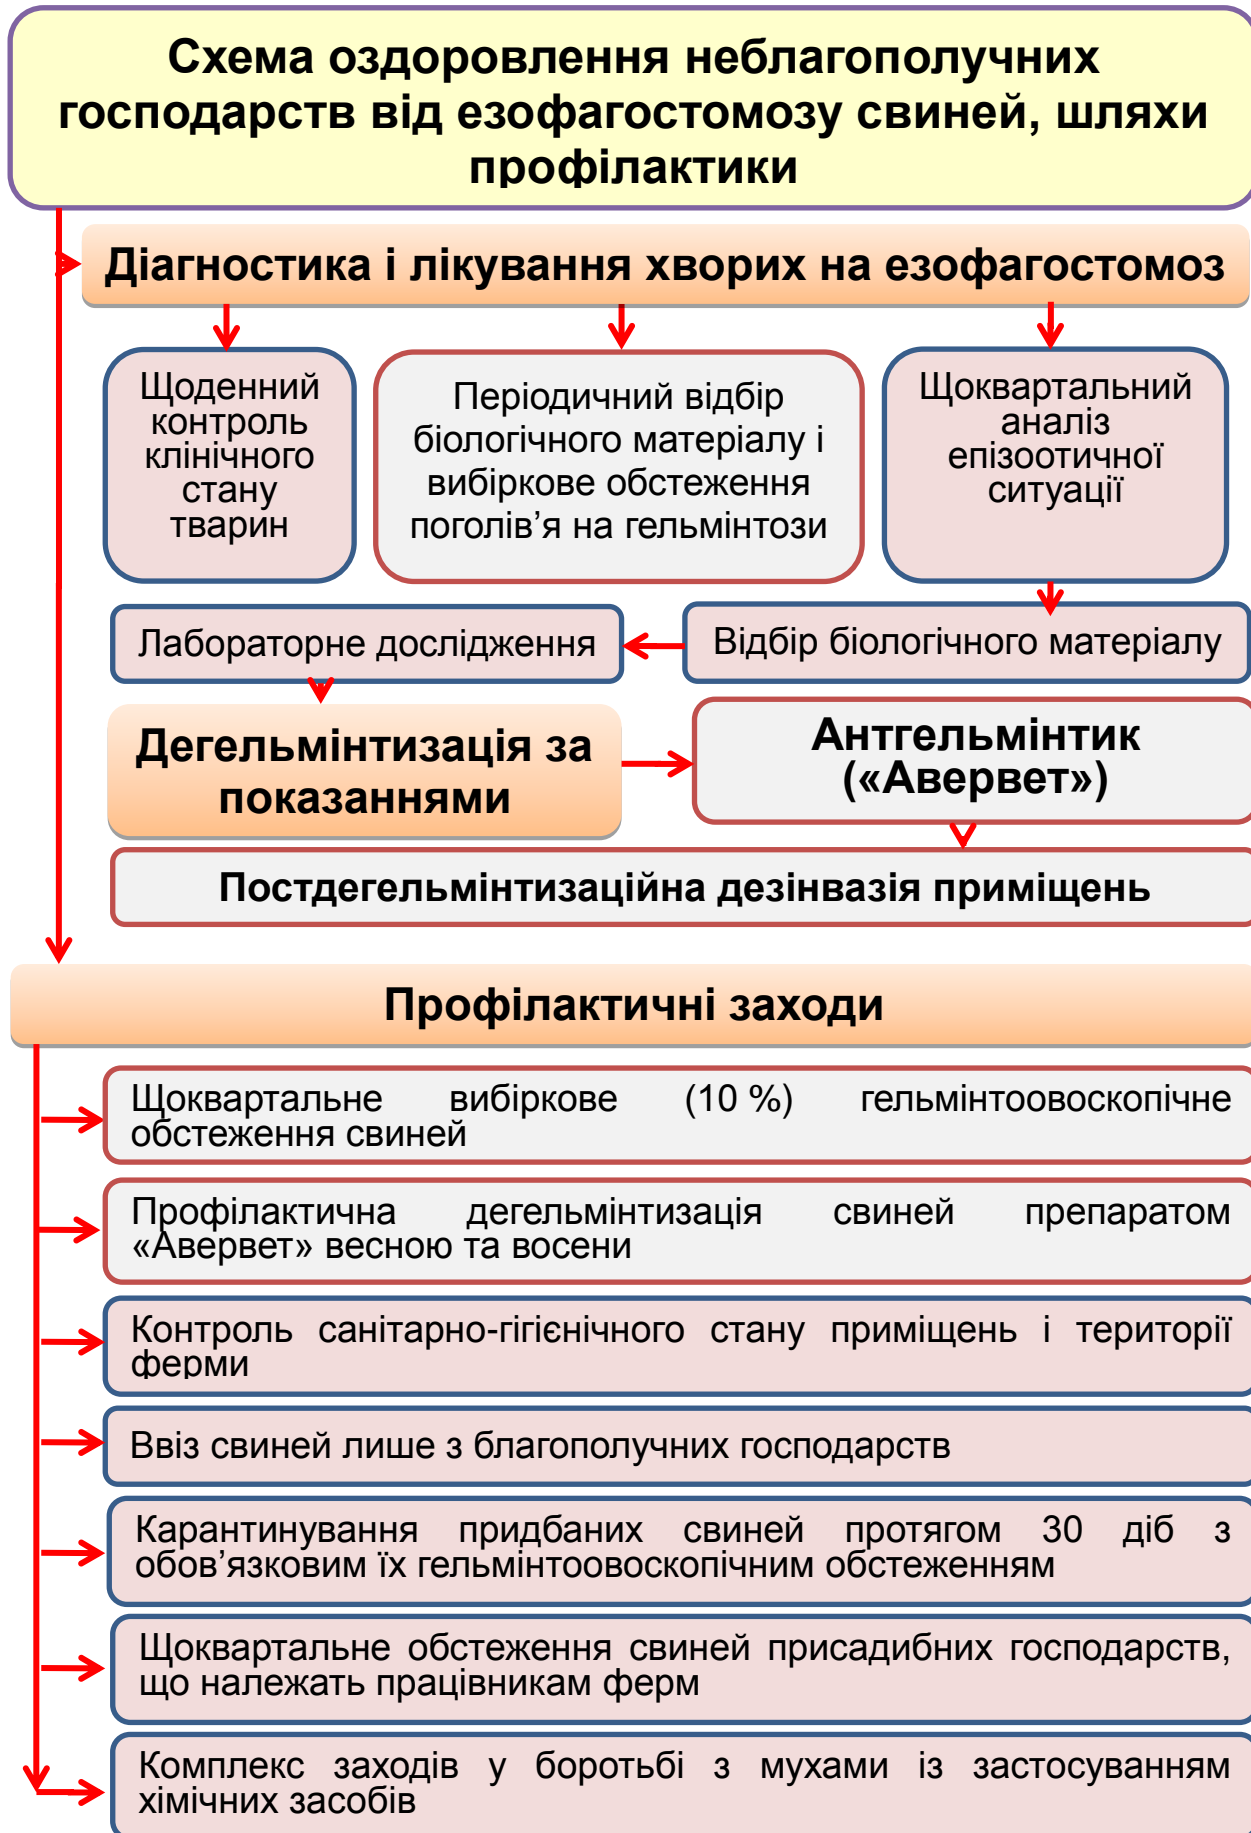 Схема оздоровлення неблагополучних
господарств від езофагостомозу свиней, шляхи
профілактики
Діагностика і лікування хворих на езофагостомоз
Щоденний
контроль
клінічного
стану
тварин
Періодичний відбір
біологічного матеріалу і
вибіркове обстеження
поголів’я на гельмінтози
Щоквартальний
аналіз
епізоотичної
ситуації
Лабораторне дослідження
Відбір біологічного матеріалу
Дегельмінтизація за
показаннями
Антгельмінтик
(«Авервет»)
Постдегельмінтизаційна дезінвазія приміщень
Профілактичні заходи
Щоквартальне вибіркове (10 %) гельмінтоовоскопічне
обстеження свиней
Профілактична дегельмінтизація свиней препаратом
«Авервет» весною та восени
Контроль санітарно-гігієнічного стану приміщень і території
ферми
Ввіз свиней лише з благополучних господарств
Карантинування придбаних свиней протягом 30 діб з
обов’язковим їх гельмінтоовоскопічним обстеженням
Щоквартальне обстеження свиней присадибних господарств,
що належать працівникам ферм
Комплекс заходів у боротьбі з мухами із застосуванням
хімічних засобів